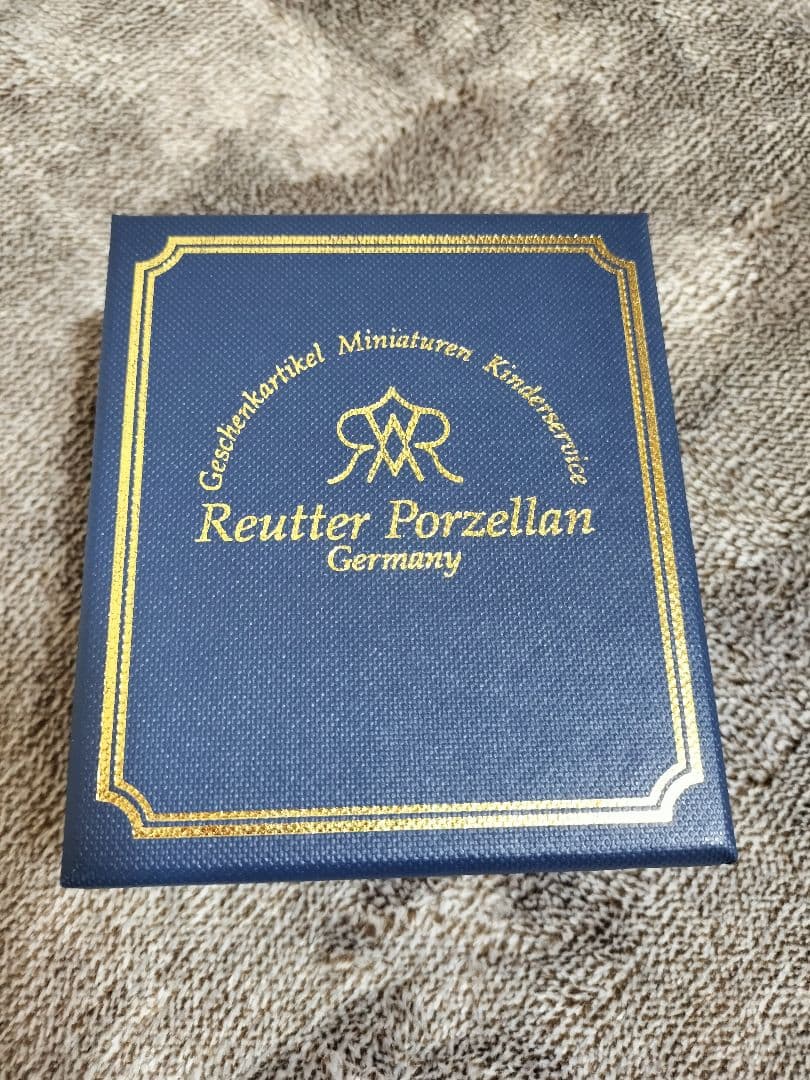 Geschenkartikel Miniaturen Kinderservice
Reutter Porzellan
Germany